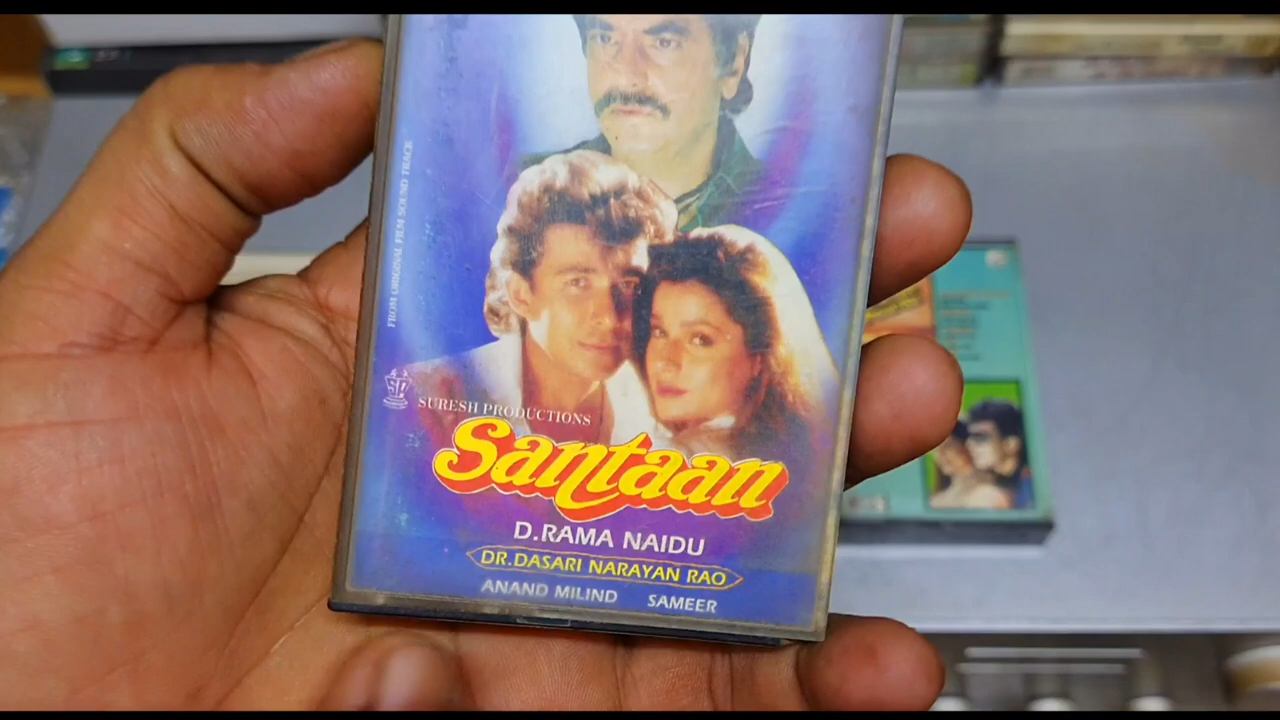 FROM ORIGINAL FILM SOUND TRACK
SP
SURESH PRODUCTIONS
Santaan
D.RAMA NAIDU
DR.DASARI NARAYAN RAO
ANAND MILIND SAMEER